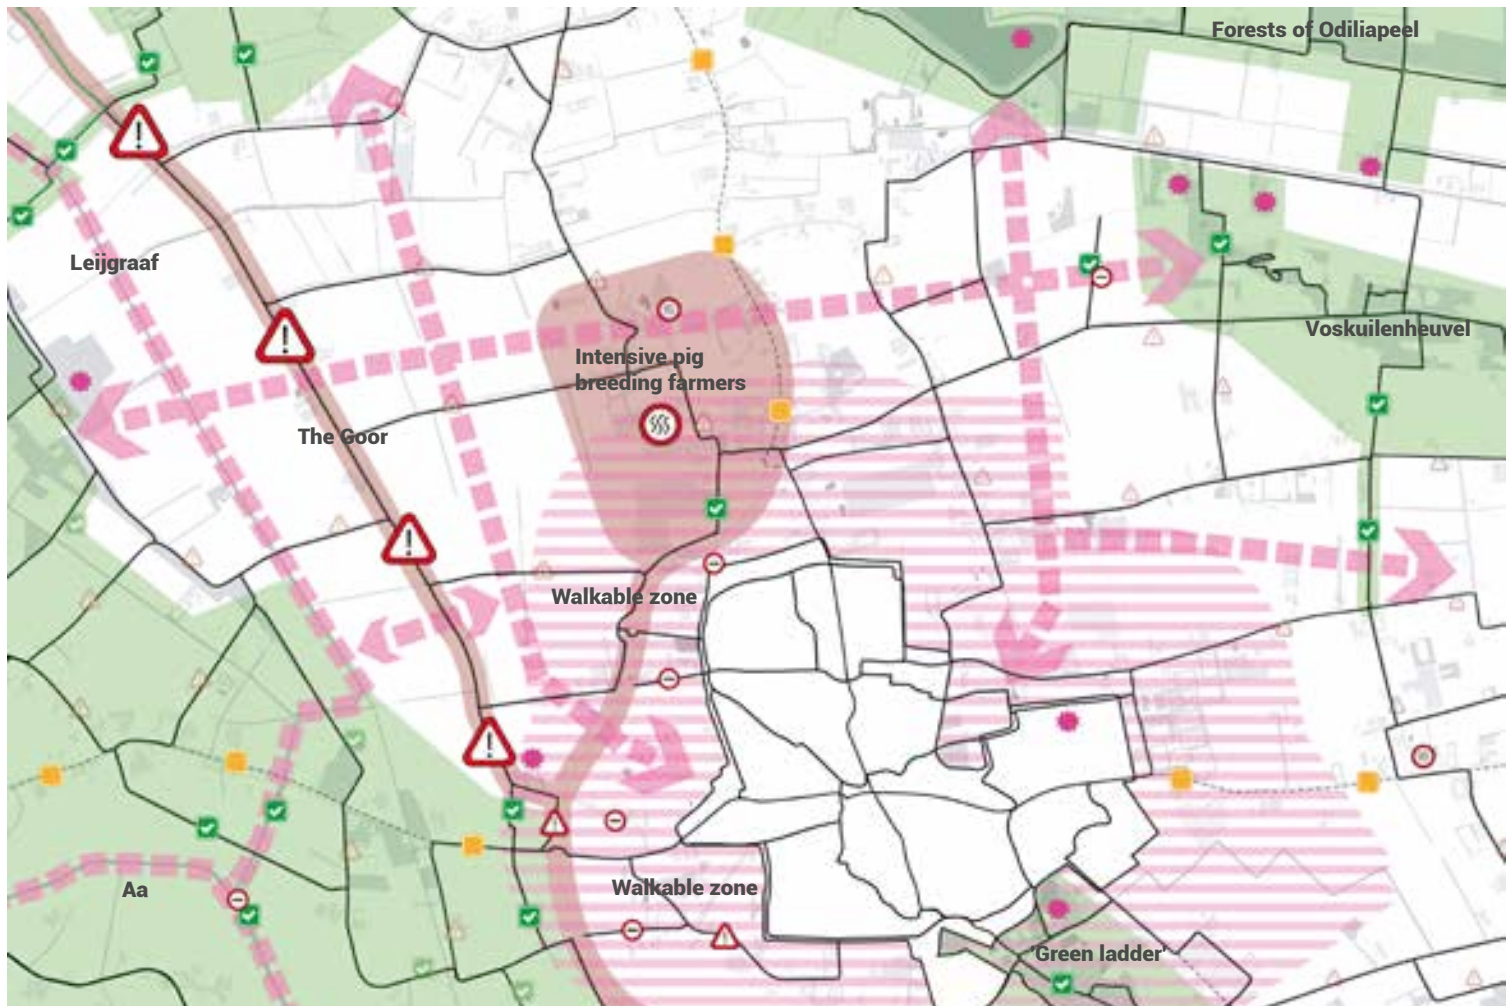 Forests of Odiliapeel
Leijgraaf
Voskuilenheuvel
Intensive pig
breeding farmers
The Goor
Walkable zone
Aa
Walkable zone
'Green ladder'